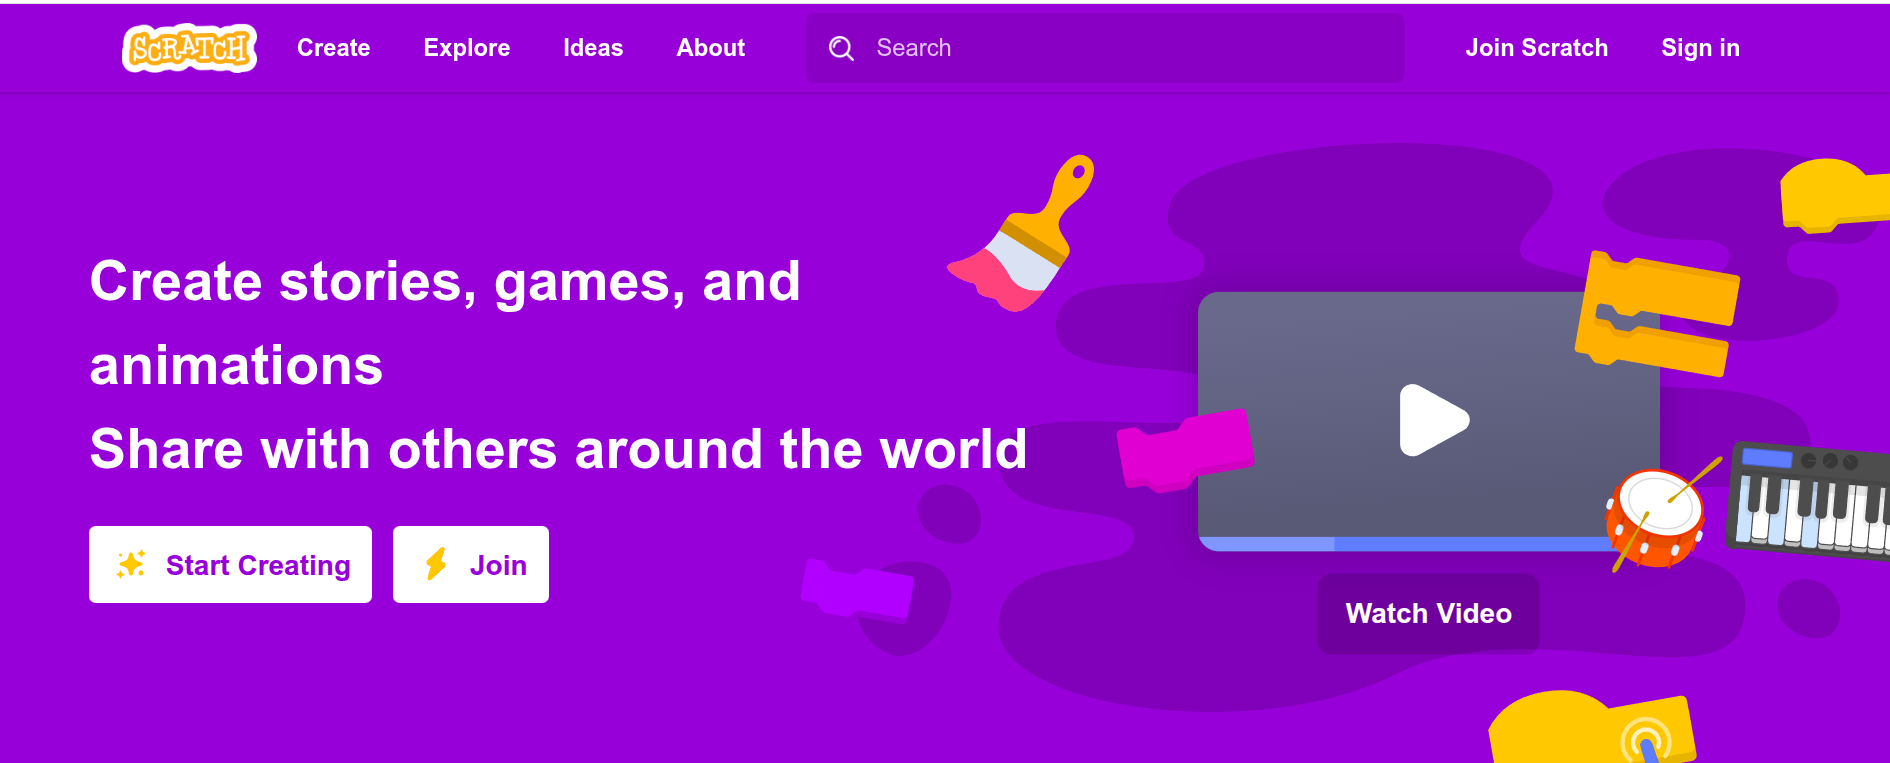 SCRATCH Create Explore Ideas About Search Join Scratch Sign in
Create stories, games, and
animations
Share with others around the world
Start Creating Join
Watch Video